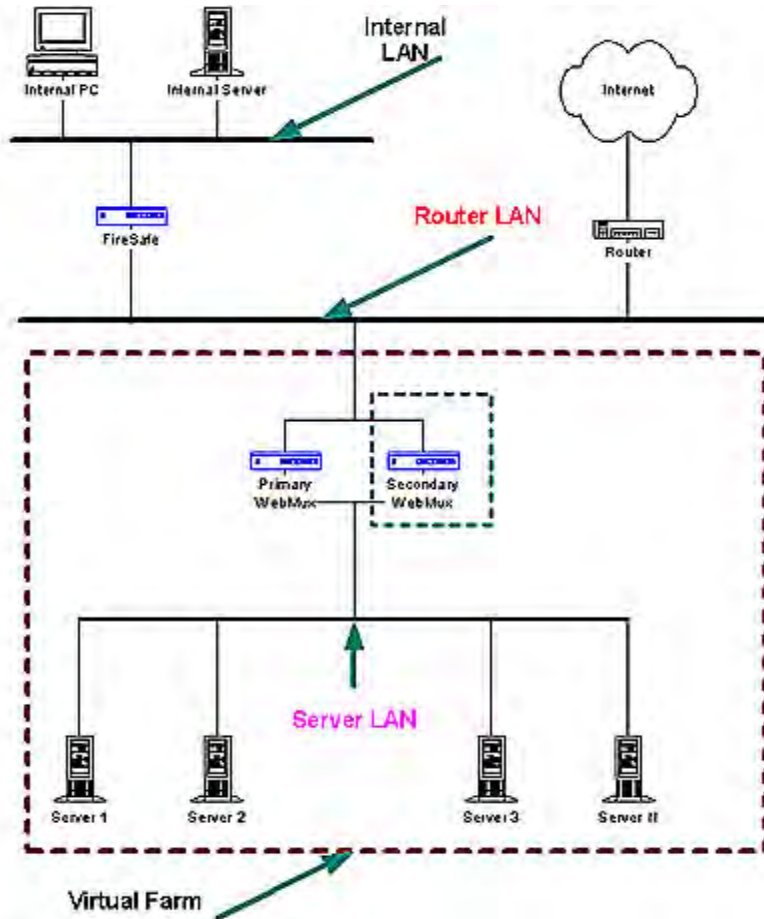 Internal
LAN
Internal PC
Internal Server
Internet
FireSafe
Router LAN
Router
Primary
WebMux
Secondary
WebMux
Server LAN
Server 1
Server 2
Server 3
Server N
Virtual Farm